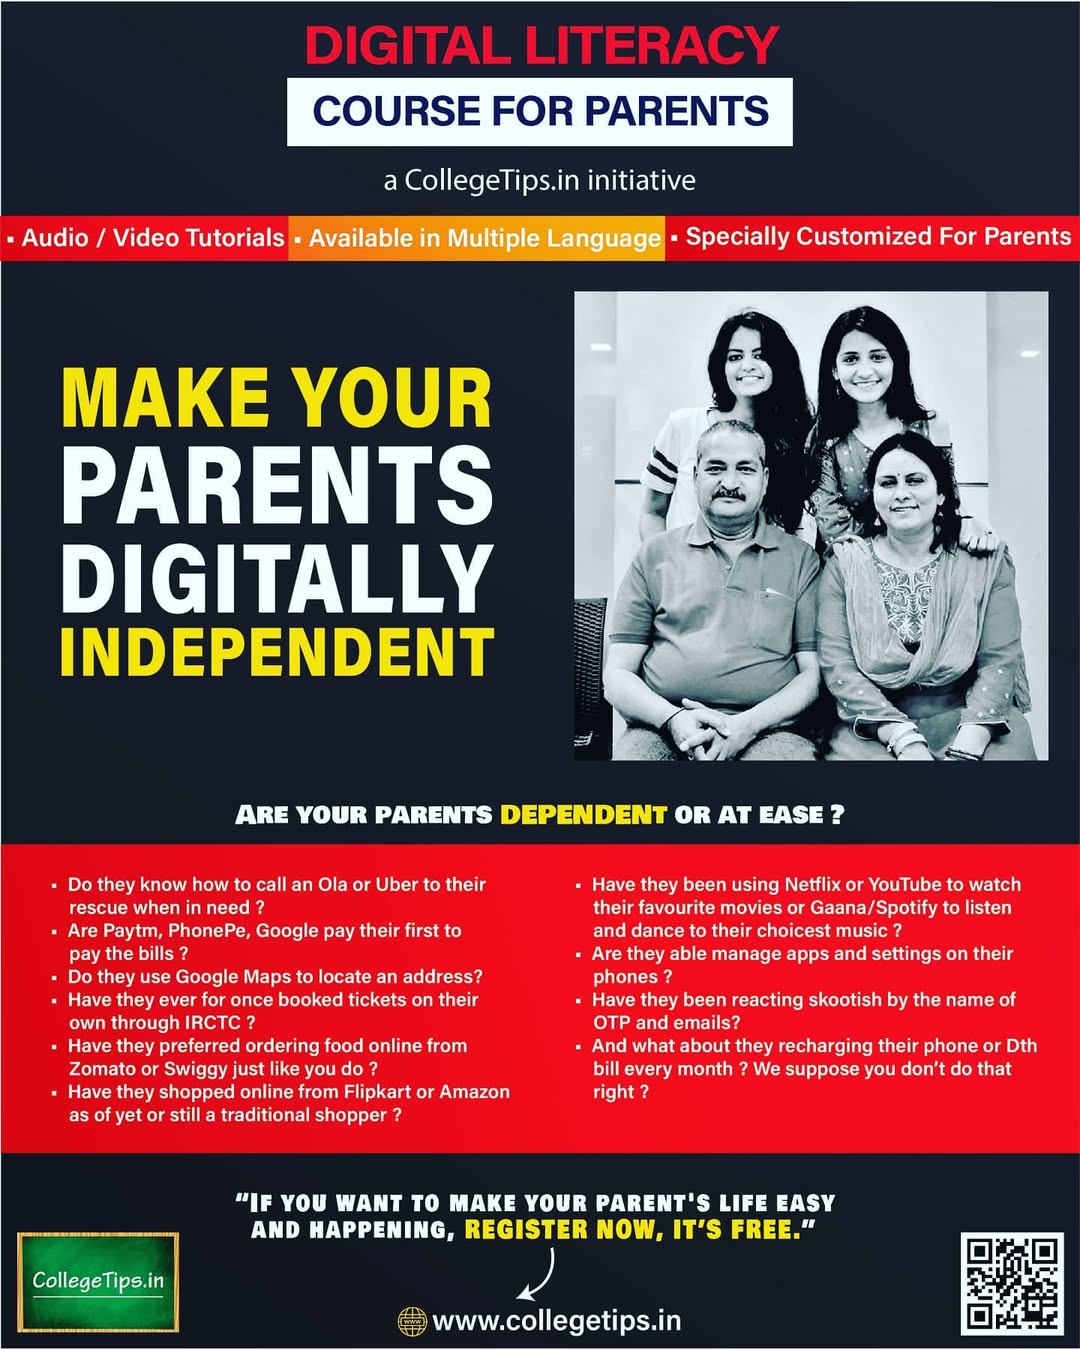 DIGITAL LITERACY
COURSE FOR PARENTS
a CollegeTips.in initiative
▪ Audio / Video Tutorials ▪ Available in Multiple Language ▪ Specially Customized For Parents
MAKE YOUR
PARENTS
DIGITALLY
INDEPENDENT
ARE YOUR PARENTS DEPENDENT OR AT EASE ?
▪ Do they know how to call an Ola or Uber to their
rescue when in need ?
▪ Are Paytm, PhonePe, Google pay their first to
pay the bills ?
▪ Do they use Google Maps to locate an address?
▪ Have they ever for once booked tickets on their
own through IRCTC ?
▪ Have they preferred ordering food online from
Zomato or Swiggy just like you do ?
▪ Have they shopped online from Flipkart or Amazon
as of yet or still a traditional shopper ?
▪ Have they been using Netflix or YouTube to watch
their favourite movies or Gaana/Spotify to listen
and dance to their choicest music ?
▪ Are they able manage apps and settings on their
phones ?
▪ Have they been reacting skootish by the name of
OTP and emails?
▪ And what about they recharging their phone or Dth
bill every month ? We suppose you don't do that
right ?
“IF YOU WANT TO MAKE YOUR PARENT'S LIFE EASY
AND HAPPENING, REGISTER NOW, IT'S FREE.”
CollegeTips.in
www.collegetips.in